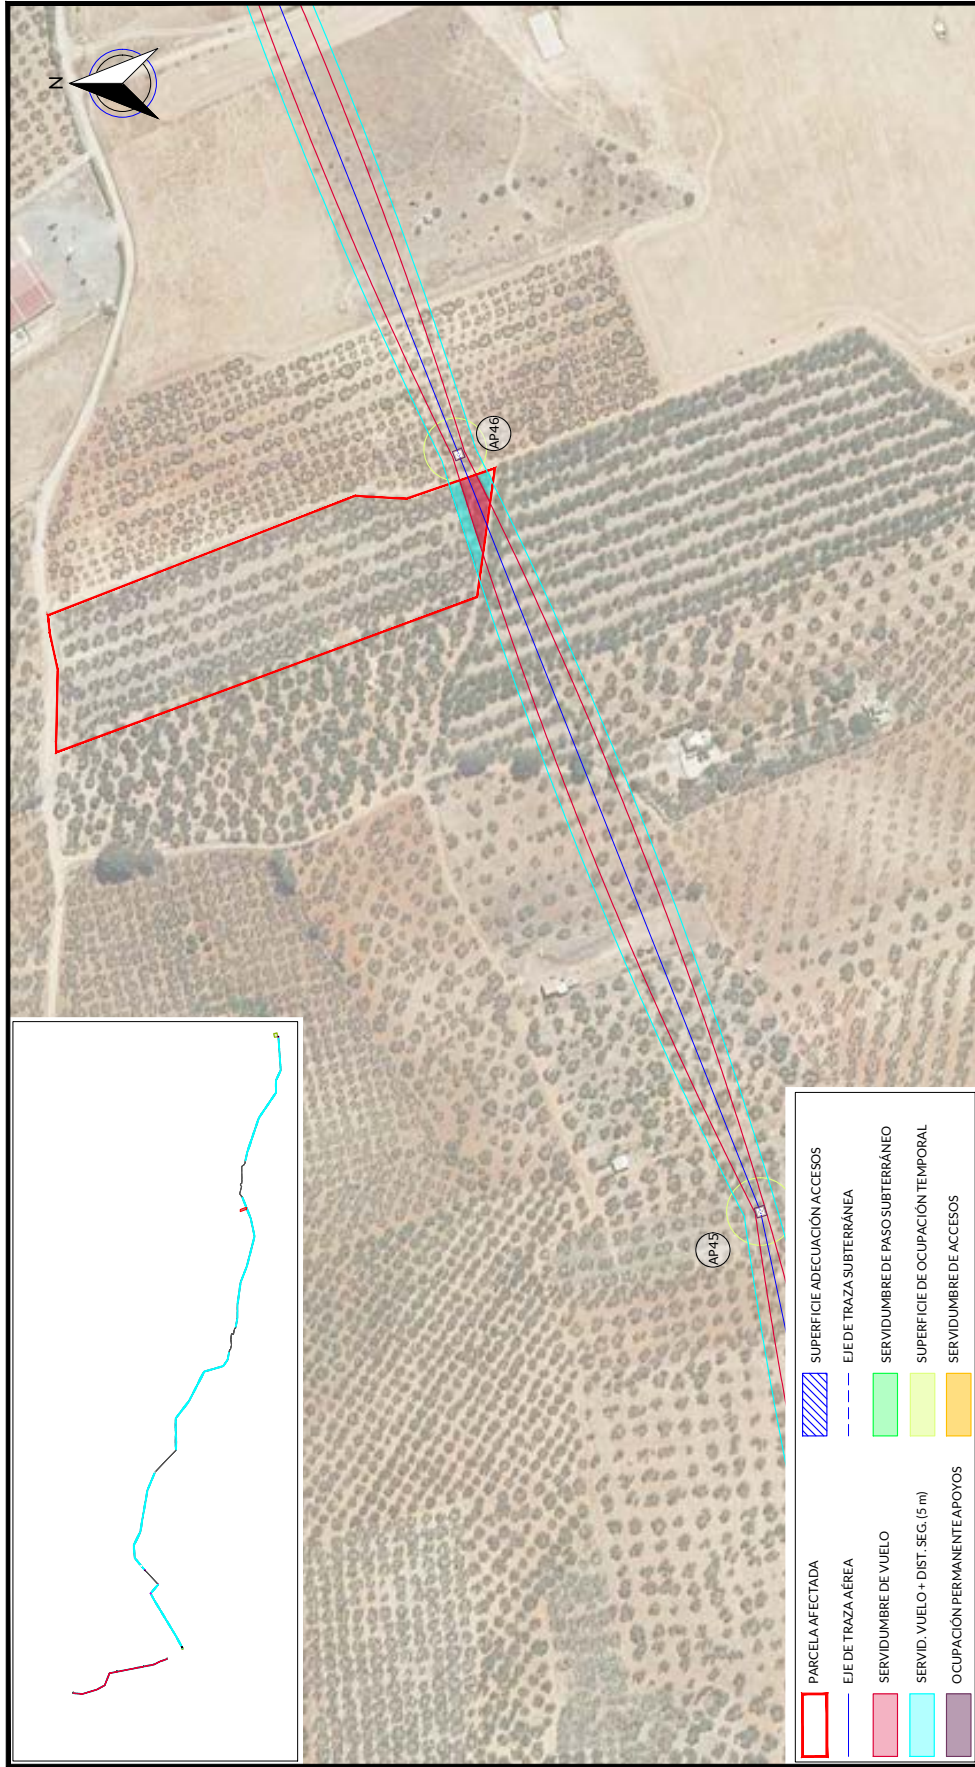 N
AP46
AP45
PARCELA AFECTADA
EJE DE TRAZA AÉREA
SERVIDUMBRE DE VUELO
SERVID. VUELO + DIST. SEG. (5 m)
OCUPACIÓN PERMANENTE APOYOS
SUPERFICIE ADECUACIÓN ACCESOS
EJE DE TRAZA SUBTERRÁNEA
SERVIDUMBRE DE PASO SUBTERRÁNEO
SUPERFICIE DE OCUPACIÓN TEMPORAL
SERVIDUMBRE DE ACCESOS